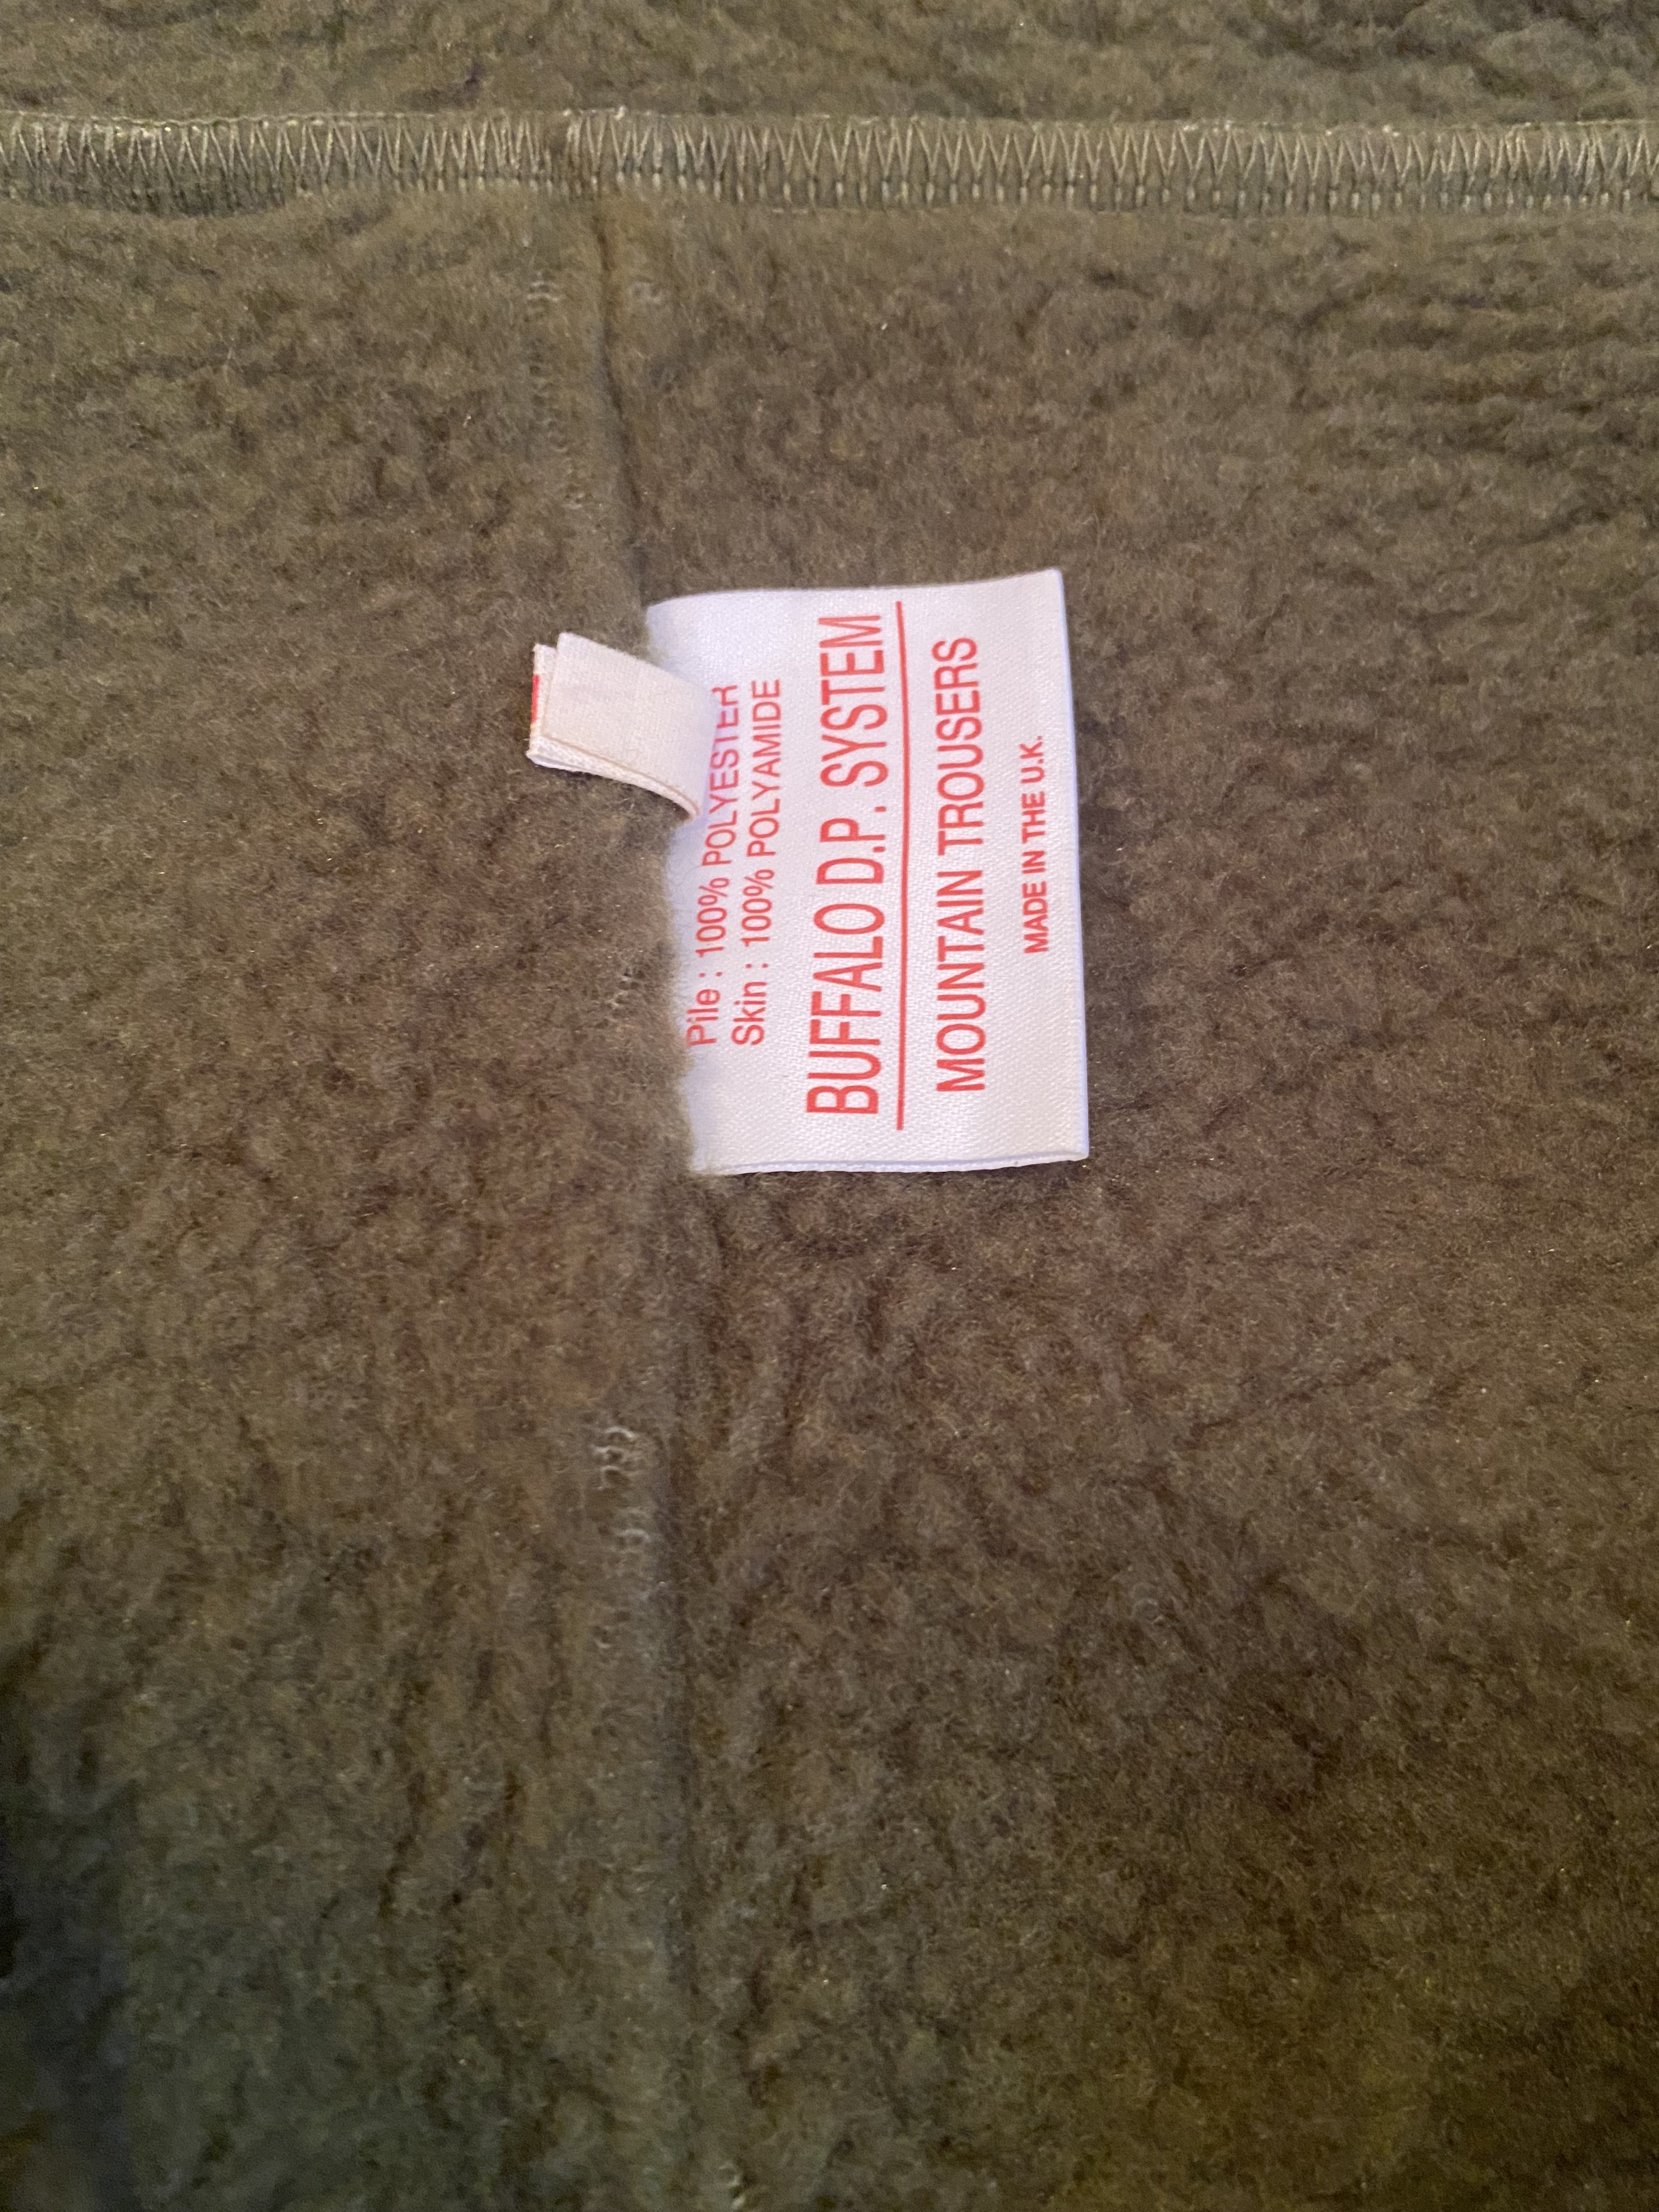 Pile : 100% POLYESTER
Skin : 100% POLYAMIDE
BUFFALO D.P. SYSTEM
MOUNTAIN TROUSERS
MADE IN THE U.K.